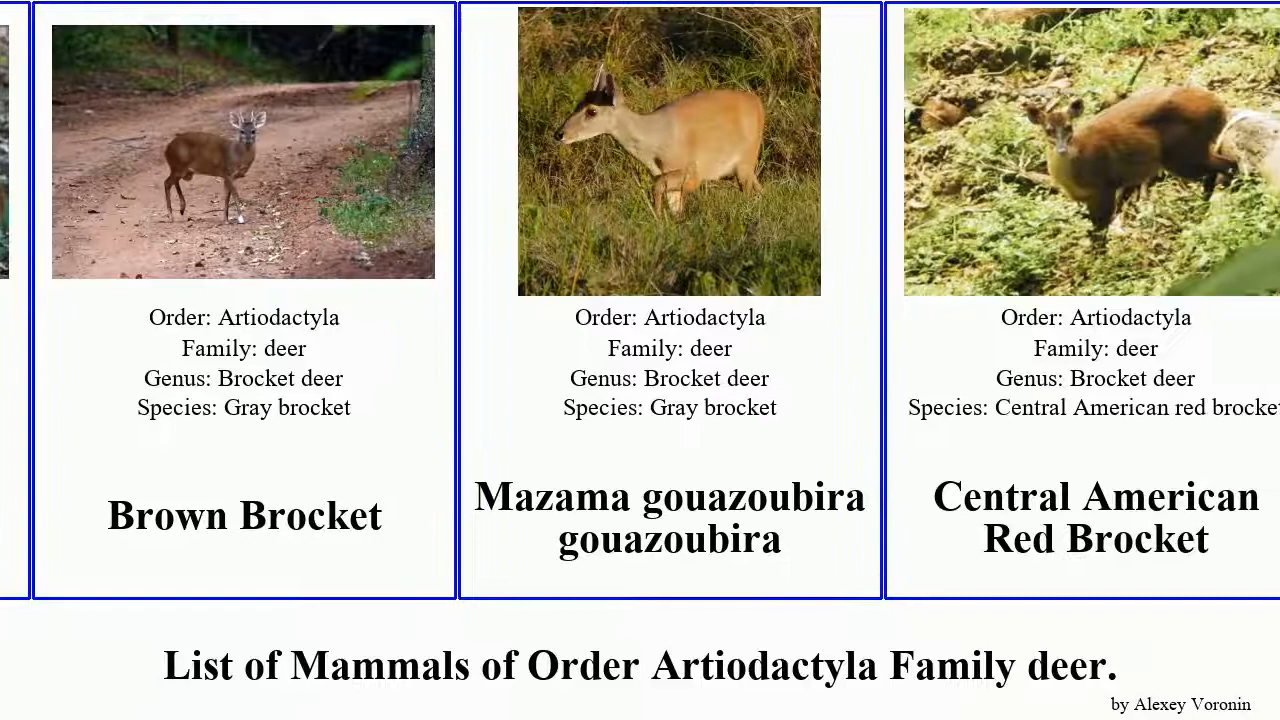 Order: Artiodactyla
Family: deer
Genus: Brocket deer
Species: Gray brocket
Brown Brocket
Order: Artiodactyla
Family: deer
Genus: Brocket deer
Species: Gray brocket
Mazama gouazoubira
gouazoubira
Order: Artiodactyla
Family: deer
Genus: Brocket deer
Species: Central American red brocket
Central American
Red Brocket
List of Mammals of Order Artiodactyla Family deer.
by Alexey Voronin